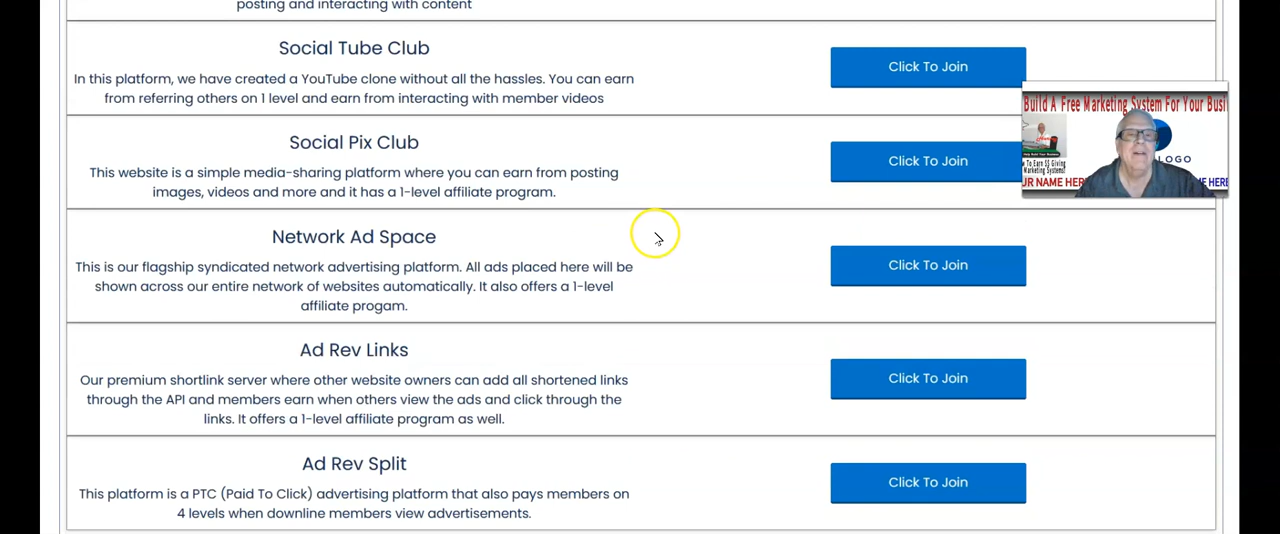 posting and interacting with content
Social Tube Club
In this platform, we have created a YouTube clone without all the hassles. You can earn
from referring others on 1 level and earn from interacting with member videos
Click To Join
Build A Free Marketing System For Your Busi
LOGO
To Earn $$ Giving
Marketing Systems!
UR NAME HER
HERE
Social Pix Club
This website is a simple media-sharing platform where you can earn from posting
images, videos and more and it has a 1-level affiliate program.
Click To Join
Network Ad Space
This is our flagship syndicated network advertising platform. All ads placed here will be
shown across our entire network of websites automatically. It also offers a 1-level
affiliate progam.
Click To Join
Ad Rev Links
Our premium shortlink server where other website owners can add all shortened links
through the API and members earn when others view the ads and click through the
links. It offers a 1-level affiliate program as well.
Click To Join
Ad Rev Split
This platform is a PTC (Paid To Click) advertising platform that also pays members on
4 levels when downline members view advertisements.
Click To Join